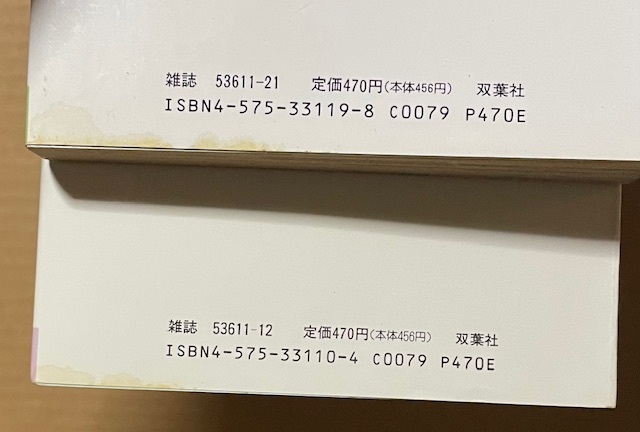 雑誌 53611-21 定価470円(本体456円) 双葉社
ISBN4-575-33119-8 C0079 P470E
雑誌 53611-12 定価470円(本体456円) 双葉社
ISBN4-575-33110-4 C0079 P470E